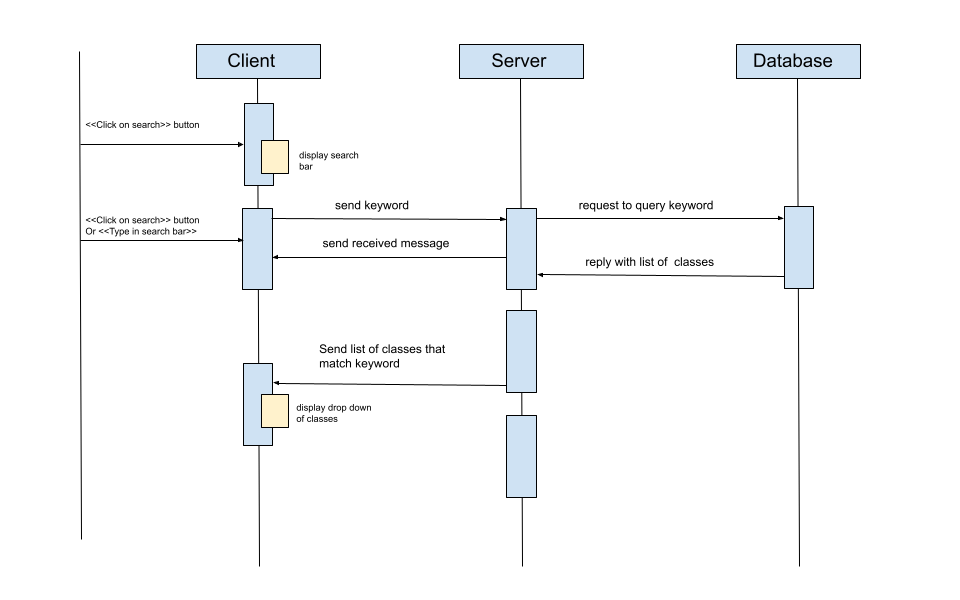 Client
Server
Database
<<Click on search>> button
display search
bar
<<Click on search>> button
Or <<Type in search bar>>
send keyword
request to query keyword
send received message
reply with list of classes
Send list of classes that
match keyword
display drop down
of classes